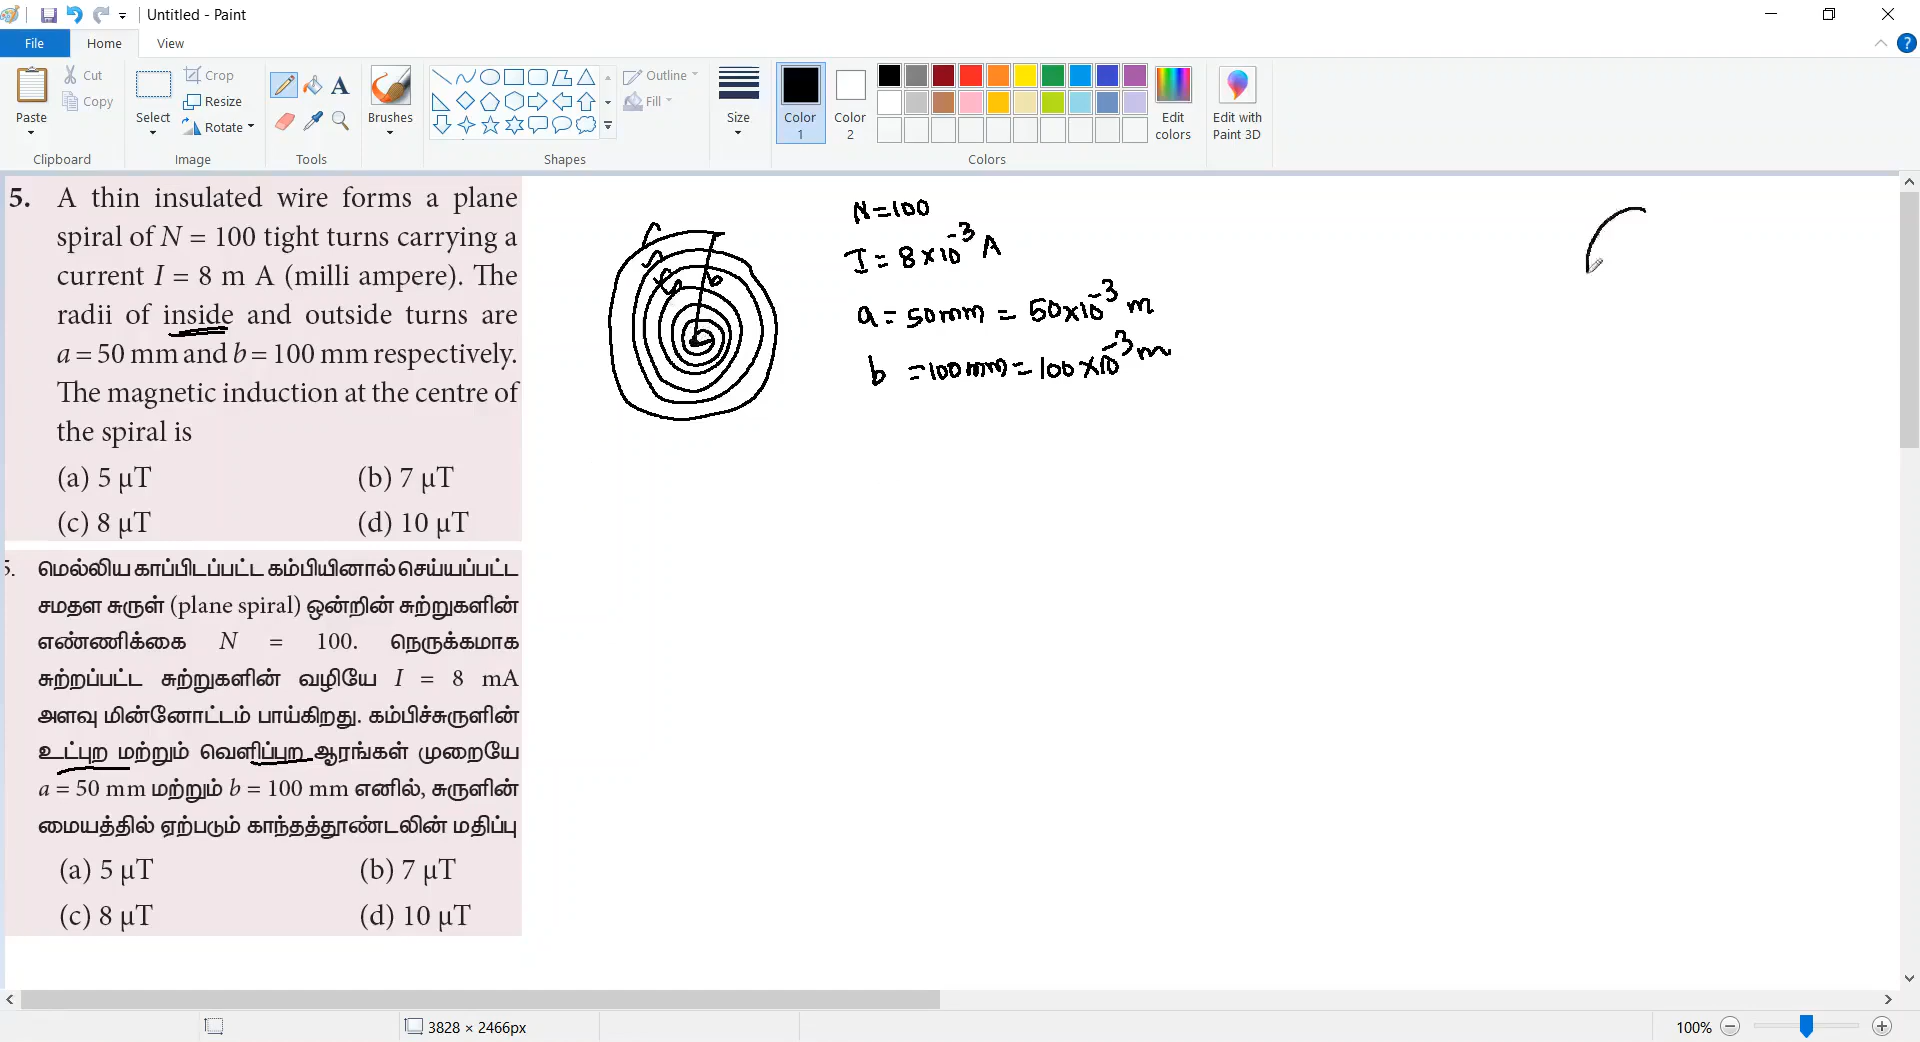 Untitled - Paint
File Home View
Paste
Cut
Copy
Clipboard
Select
Crop
Resize
Rotate
Image
Tools
Brushes
Shapes
Outline
Fill
Size
Color 1
Color 2
Colors
Edit colors
Edit with Paint 3D
5. A thin insulated wire forms a plane
spiral of N = 100 tight turns carrying a
current I = 8 m A (milli ampere). The
radii of inside and outside turns are
a = 50 mm and b = 100 mm respectively.
The magnetic induction at the centre of
the spiral is
(a) 5 μT (b) 7 μT
(c) 8 μT (d) 10 μT
5. மெல்லிய காப்பிடப்பட்ட கம்பியினால் செய்யப்பட்ட
சமதள சுருள் (plane spiral) ஒன்றின் சுற்றுகளின்
எண்ணிக்கை N = 100. நெருக்கமாக
சுற்றப்பட்ட சுற்றுகளின் வழியே I = 8 mA
அளவு மின்னோட்டம் பாய்கிறது. கம்பிச்சுருளின்
உட்புற மற்றும் வெளிப்புற ஆரங்கள் முறையே
a = 50 mm மற்றும் b = 100 mm எனில், சுருளின்
மையத்தில் ஏற்படும் காந்தத்தூண்டலின் மதிப்பு
(a) 5 μT (b) 7 μT
(c) 8 μT (d) 10 μT
b
N = 100
I = 8 × 10⁻³ A
a = 50mm = 50×10⁻³ m
b = 100mm = 100 ×10⁻³ m
3828 × 2466px
100%